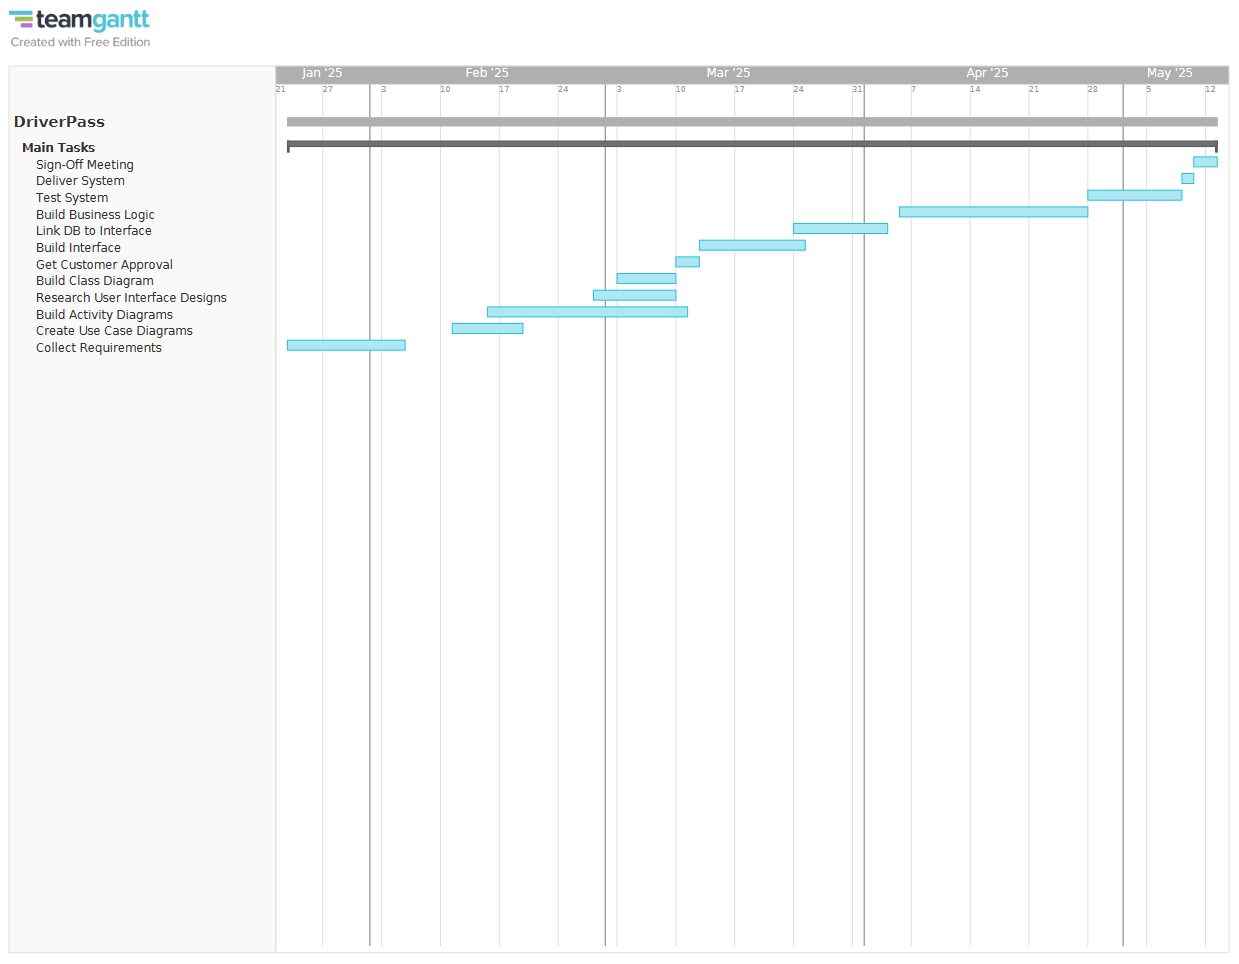 teamgantt
Created with Free Edition
Jan '25 Feb '25 Mar '25 Apr '25 May '25
21 27 3 10 17 24 3 10 17 24 31 7 14 21 28 5 12
DriverPass
Main Tasks
Sign-Off Meeting
Deliver System
Test System
Build Business Logic
Link DB to Interface
Build Interface
Get Customer Approval
Build Class Diagram
Research User Interface Designs
Build Activity Diagrams
Create Use Case Diagrams
Collect Requirements